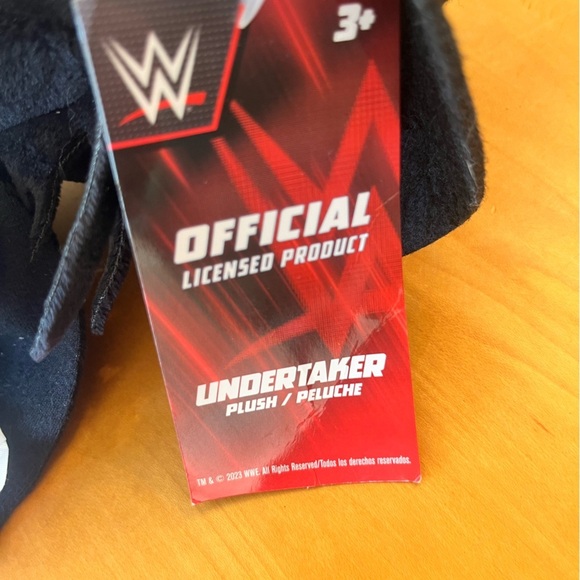 3+
W
OFFICIAL
LICENSED PRODUCT
UNDERTAKER
PLUSH / PELUCHE
TM & © 2023 WWE. All Rights Reserved/Todos los derechos reservados.